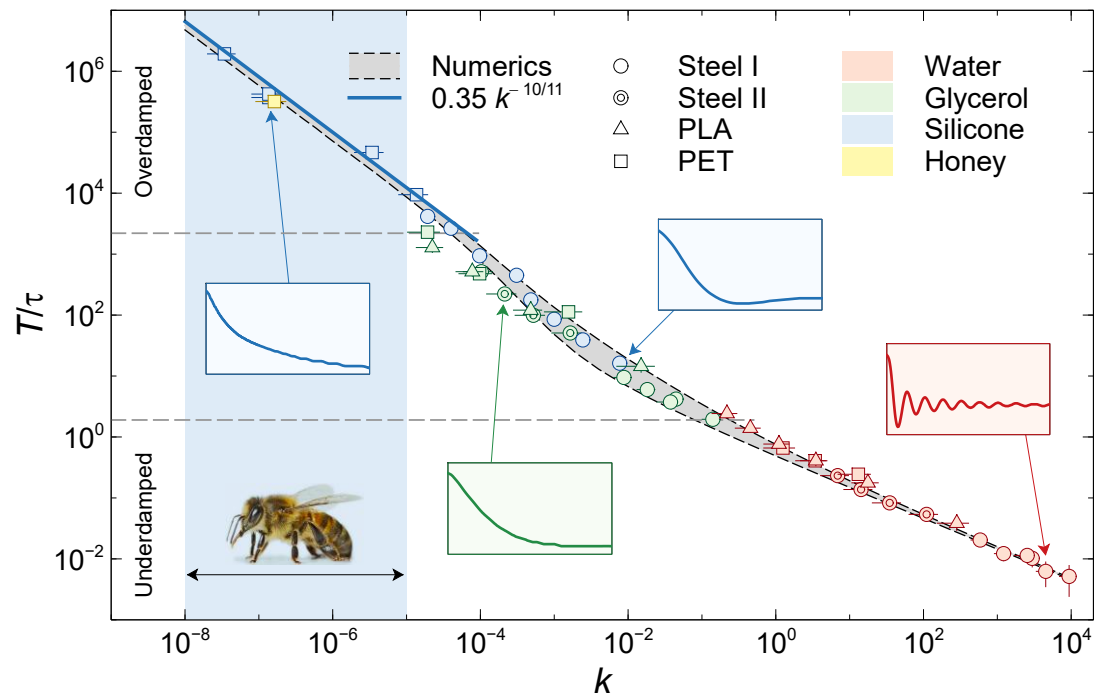 Numerics
0.35 k^{-10/11}
Steel I
Steel II
PLA
PET
Water
Glycerol
Silicone
Honey
Overdamped
Underdamped
T/τ
10^6
10^4
10^2
10^0
10^{-2}
10^{-8}
10^{-6}
10^{-4}
10^{-2}
10^0
10^2
10^4
k